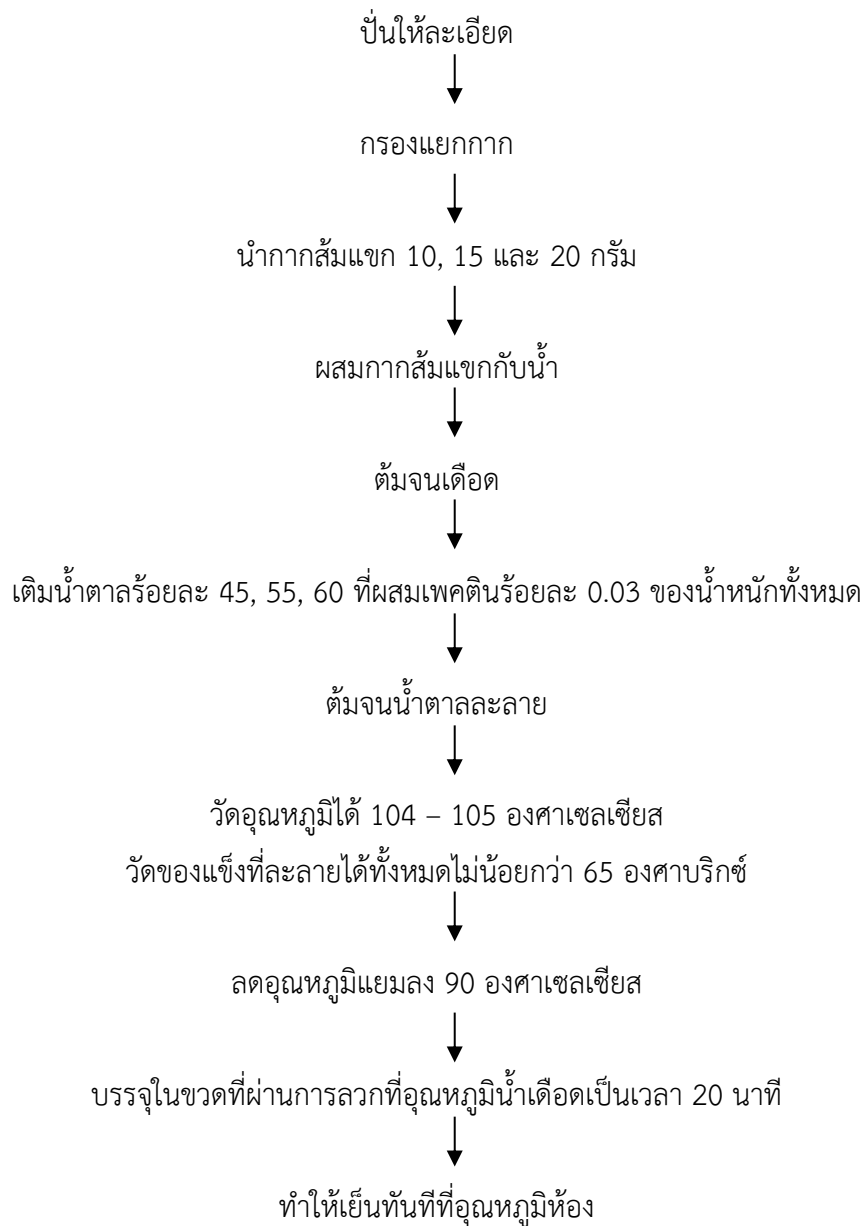 ปั่นให้ละเอียด
กรองแยกกาก
นำกากส้มแขก 10, 15 และ 20 กรัม
ผสมกากส้มแขกกับน้ำ
ต้มจนเดือด
เติมน้ำตาลร้อยละ 45, 55, 60 ที่ผสมเพคตินร้อยละ 0.03 ของน้ำหนักทั้งหมด
ต้มจนน้ำตาลละลาย
วัดอุณหภูมิได้ 104 – 105 องศาเซลเซียส
วัดของแข็งที่ละลายได้ทั้งหมดไม่น้อยกว่า 65 องศาบริกซ์
ลดอุณหภูมิแยมลง 90 องศาเซลเซียส
บรรจุในขวดที่ผ่านการลวกที่อุณหภูมิน้ำเดือดเป็นเวลา 20 นาที
ทำให้เย็นทันทีที่อุณหภูมิห้อง